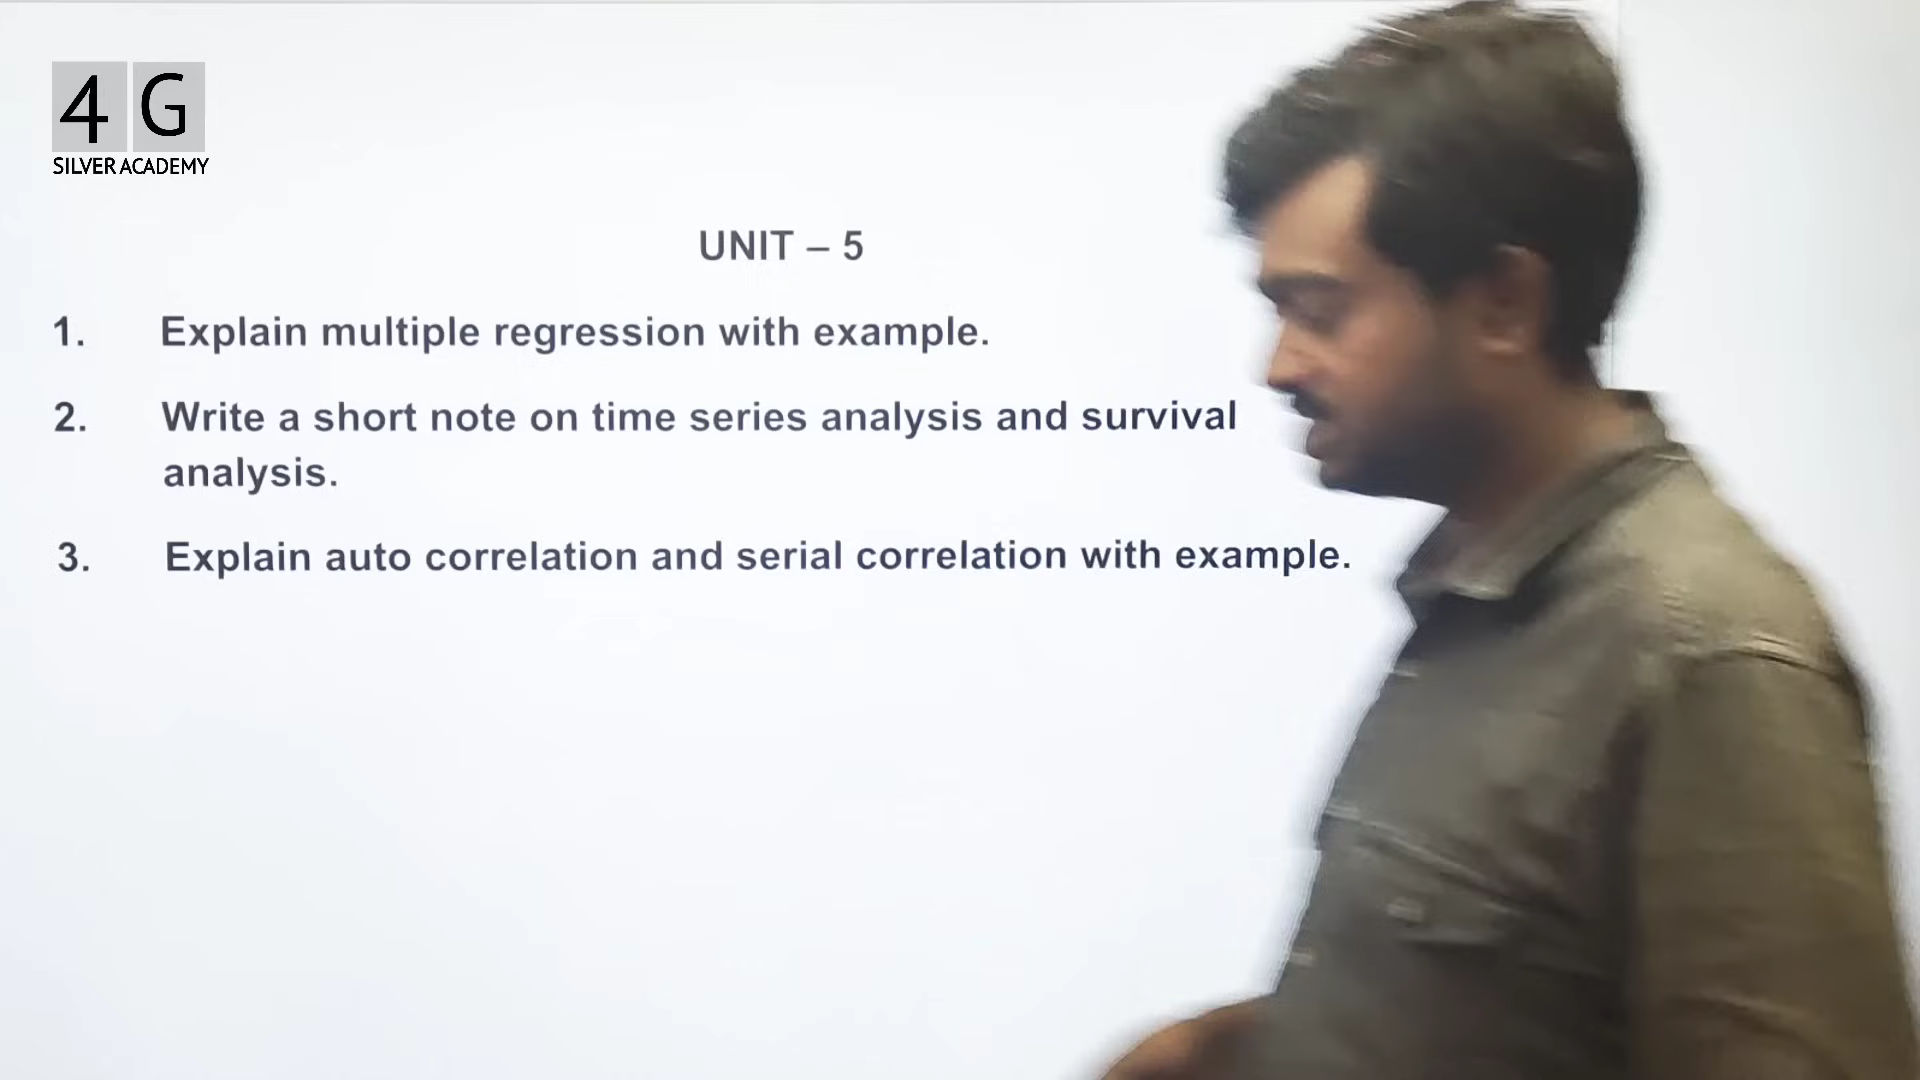 4 G
SILVER ACADEMY
UNIT – 5
1. Explain multiple regression with example.
2. Write a short note on time series analysis and survival
analysis.
3. Explain auto correlation and serial correlation with example.